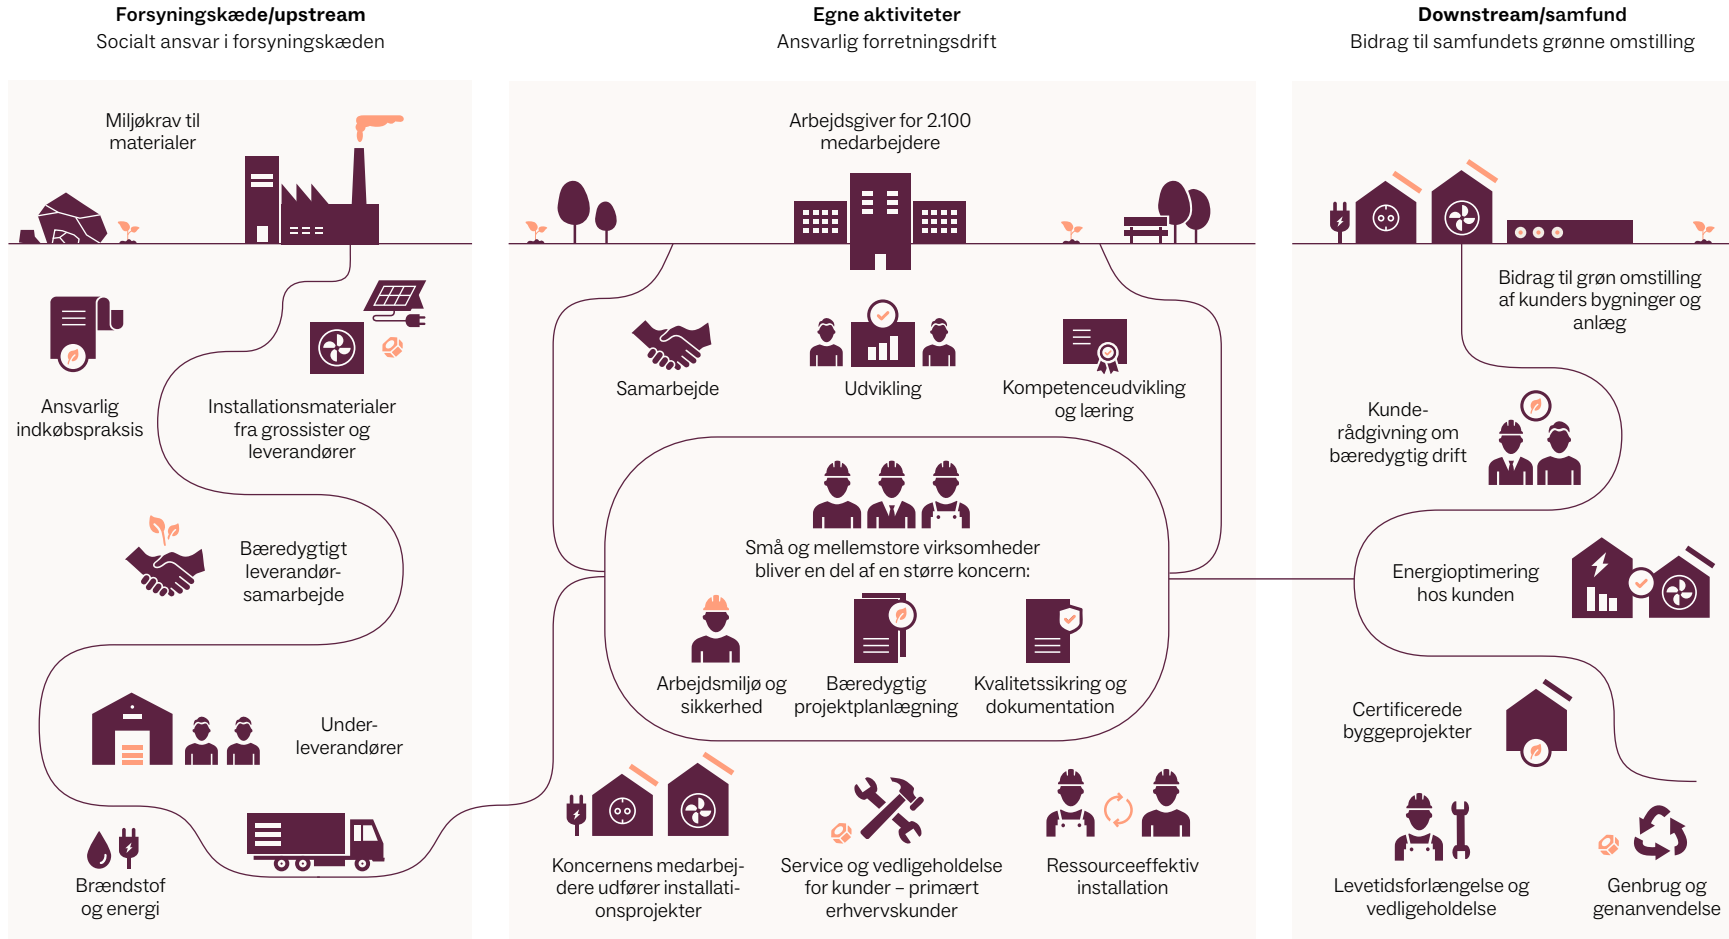 Forsyningskæde/upstream
Socialt ansvar i forsyningskæden
Miljøkrav til
materialer
Ansvarlig
indkøbspraksis
Installationsmaterialer
fra grossister og
leverandører
Bæredygtigt
leverandør-
samarbejde
Under-
leverandører
Brændstof
og energi
Egne aktiviteter
Ansvarlig forretningsdrift
Arbejdsgiver for 2.100
medarbejdere
Samarbejde
Udvikling
Kompetenceudvikling
og læring
Små og mellemstore virksomheder
bliver en del af en større koncern:
Arbejdsmiljø og
sikkerhed
Bæredygtig
projektplanlægning
Kvalitetssikring og
dokumentation
Koncernens medarbej-
dere udfører installati-
onsprojekter
Service og vedligeholdelse
for kunder – primært
erhvervskunder
Ressourceeffektiv
installation
Downstream/samfund
Bidrag til samfundets grønne omstilling
Bidrag til grøn omstilling
af kunders bygninger og
anlæg
Kunde-
rådgivning om
bæredygtig drift
Energioptimering
hos kunden
Certificerede
byggeprojekter
Levetidsforlængelse og
vedligeholdelse
Genbrug og
genanvendelse